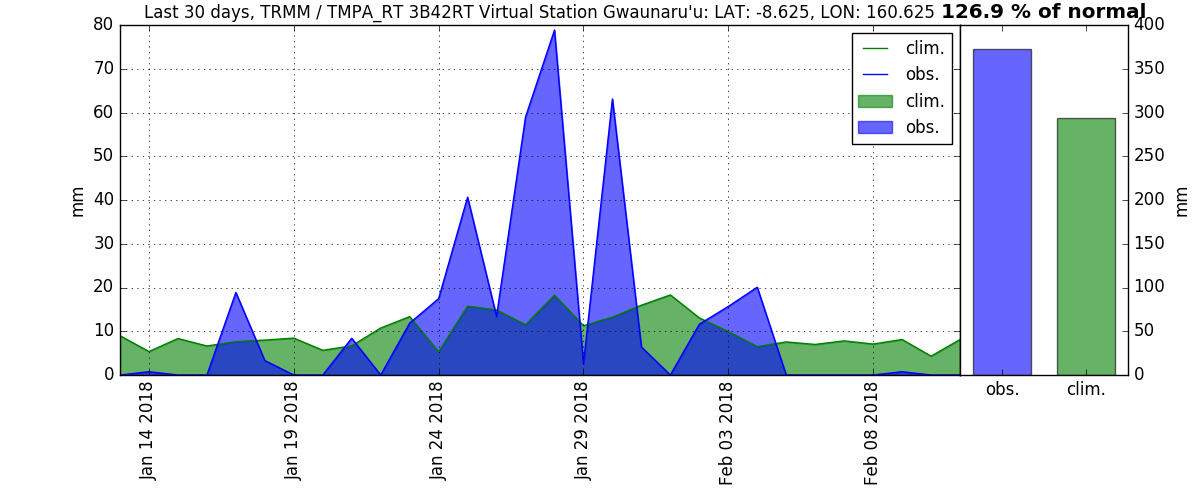 Last 30 days, TRMM / TMPA_RT 3B42RT Virtual Station Gwaunaru'u: LAT: -8.625, LON: 160.625 126.9 % of normal
80
70
60
50
40
30
20
10
0
mm
Jan 14 2018
Jan 19 2018
Jan 24 2018
Jan 29 2018
Feb 03 2018
Feb 08 2018
clim.
obs.
clim.
obs.
400
350
300
250
200
150
100
50
0
mm
obs.
clim.